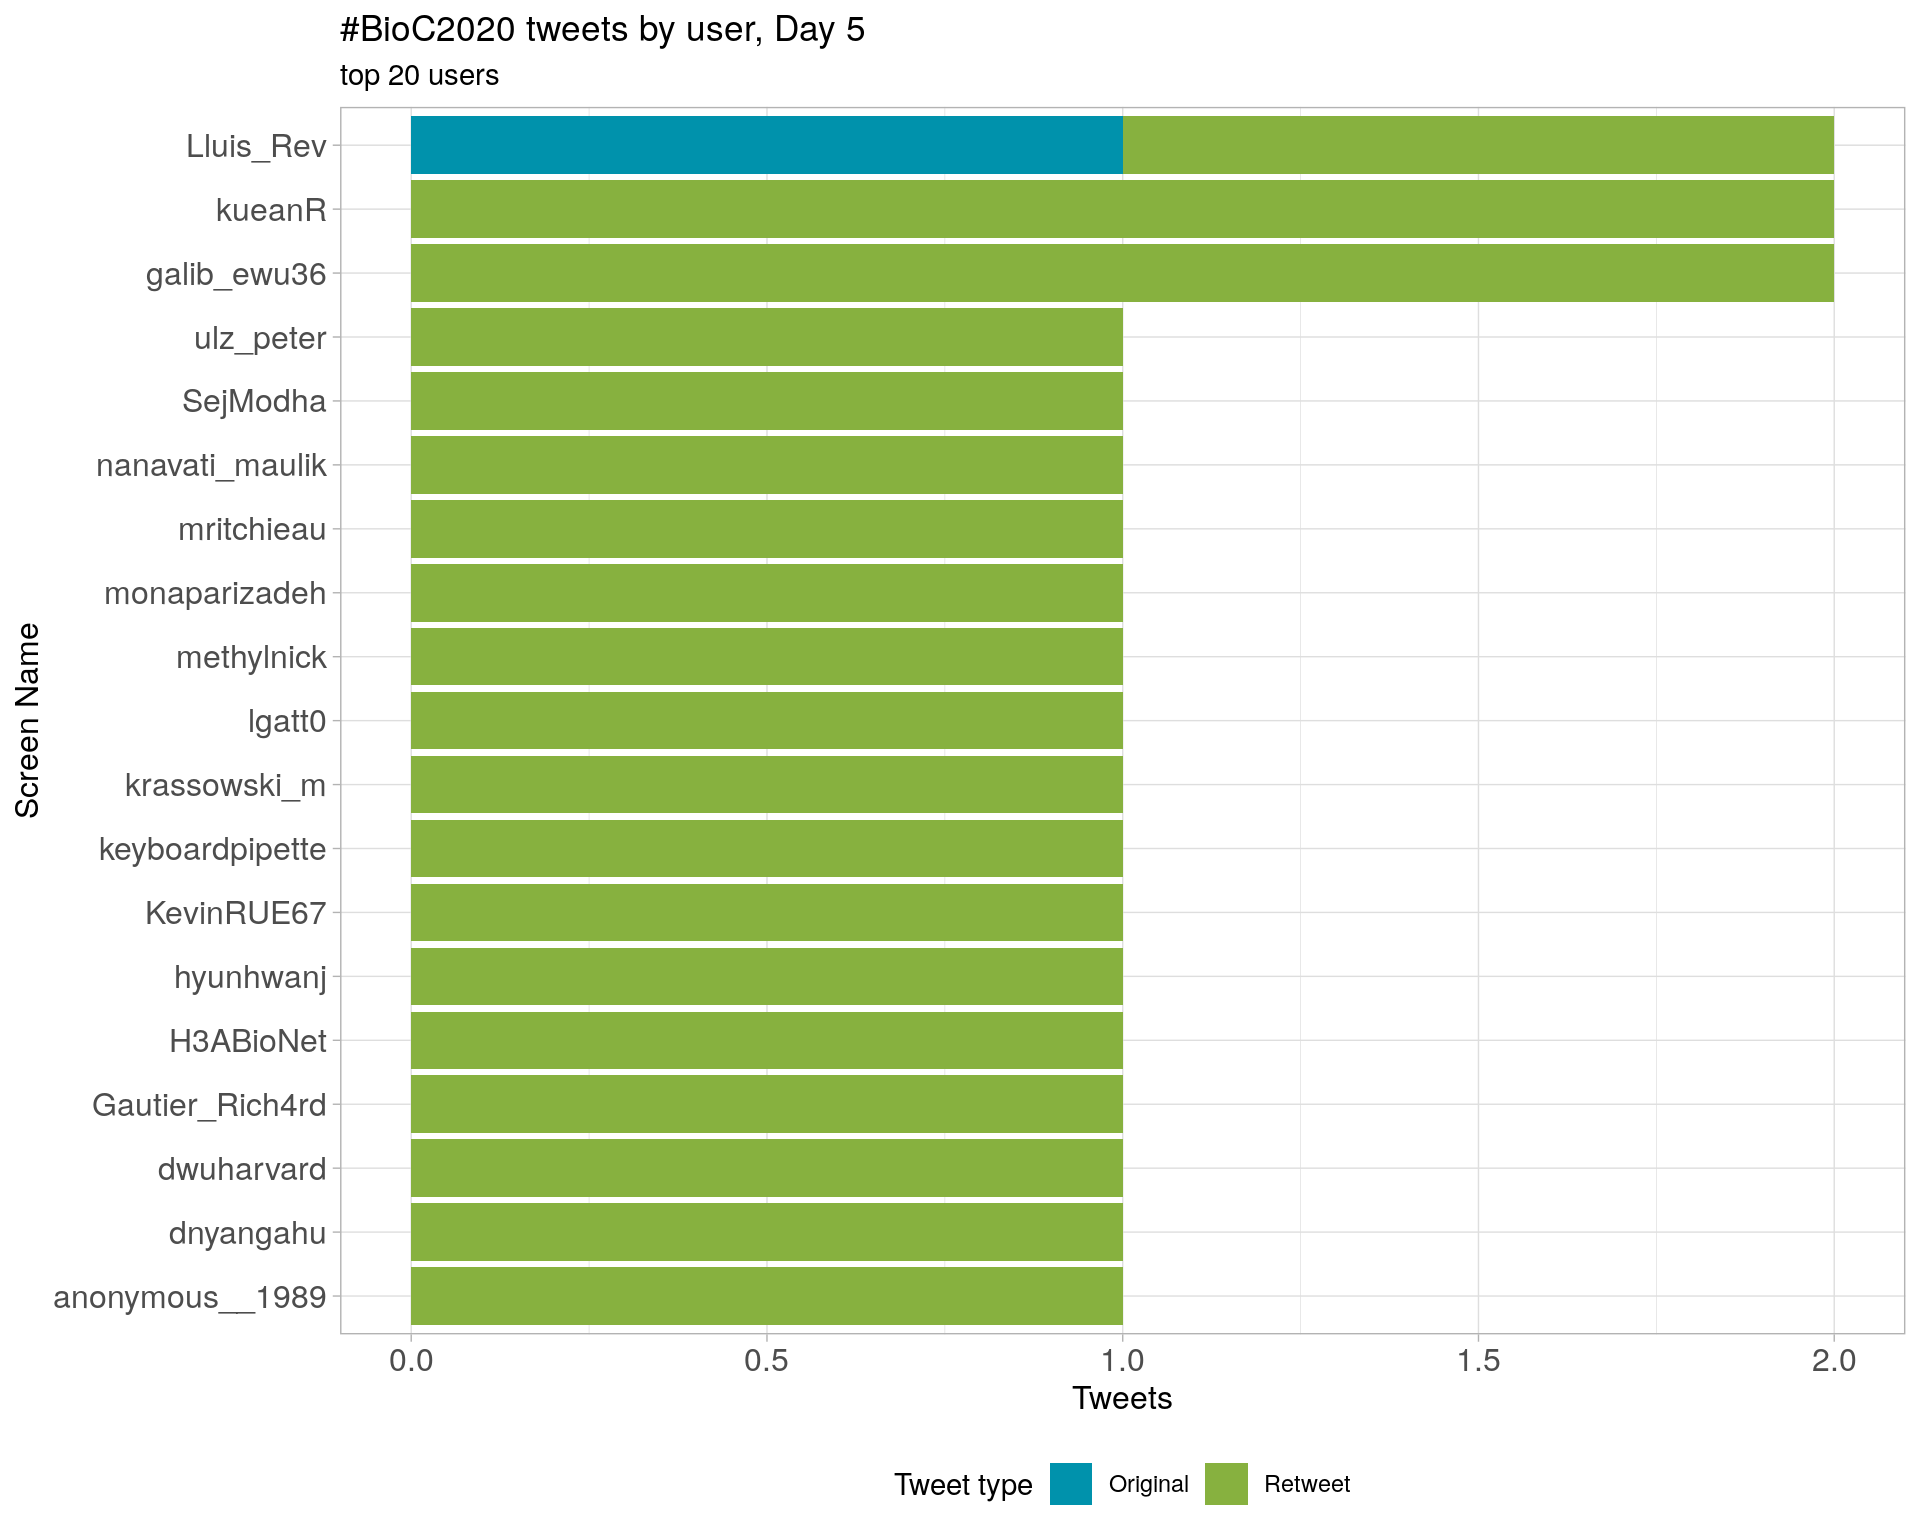 #BioC2020 tweets by user, Day 5
top 20 users
Lluis_Rev
kueanR
galib_ewu36
ulz_peter
SejModha
nanavati_maulik
mritchieau
monaparizadeh
methylnick
lgatt0
krassowski_m
keyboardpipette
KevinRUE67
hyunhwanj
H3ABioNet
Gautier_Rich4rd
dwuharvard
dnyangahu
anonymous__1989
Screen Name
0.0 0.5 1.0 1.5 2.0
Tweets
Tweet type Original Retweet